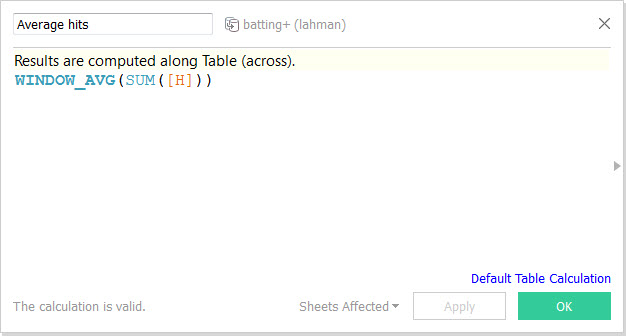 Average hits
batting+ (lahman)
Results are computed along Table (across).
WINDOW_AVG(SUM([H]))
Default Table Calculation
The calculation is valid.
Sheets Affected
Apply
OK